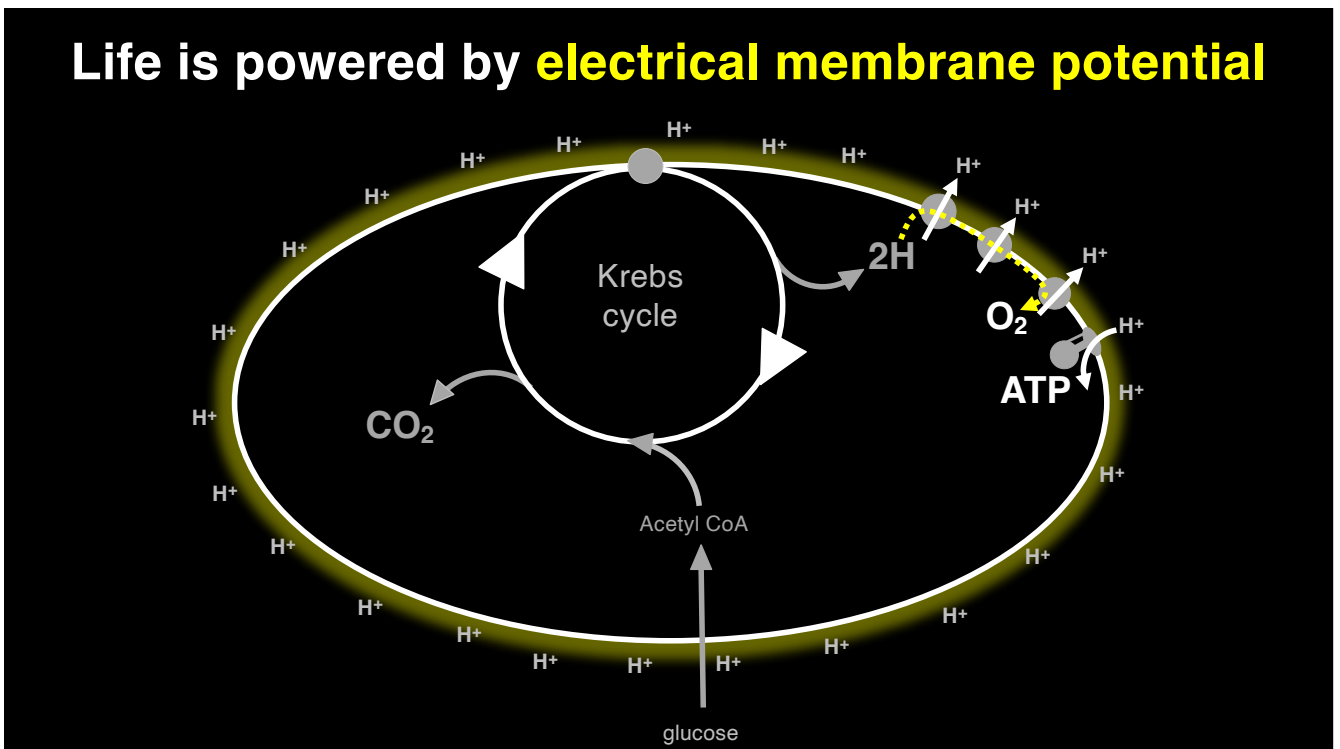 Life is powered by electrical membrane potential
H⁺
H⁺
H⁺
H⁺
H⁺
H⁺
H⁺
H⁺
H⁺
2H
H⁺
Krebs
cycle
O₂
H⁺
H⁺
ATP
H⁺
H⁺
CO₂
H⁺
H⁺
Acetyl CoA
H⁺
H⁺
H⁺
H⁺
H⁺
H⁺
H⁺
H⁺
H⁺
glucose